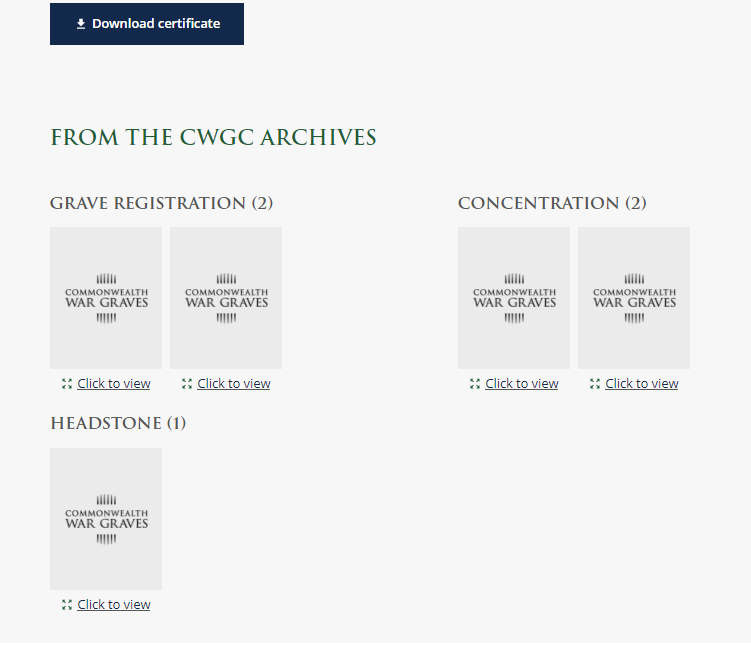 Download certificate
FROM THE CWGC ARCHIVES
GRAVE REGISTRATION (2)
COMMONWEALTH
WAR GRAVES
Click to view
COMMONWEALTH
WAR GRAVES
Click to view
CONCENTRATION (2)
COMMONWEALTH
WAR GRAVES
Click to view
COMMONWEALTH
WAR GRAVES
Click to view
HEADSTONE (1)
COMMONWEALTH
WAR GRAVES
Click to view